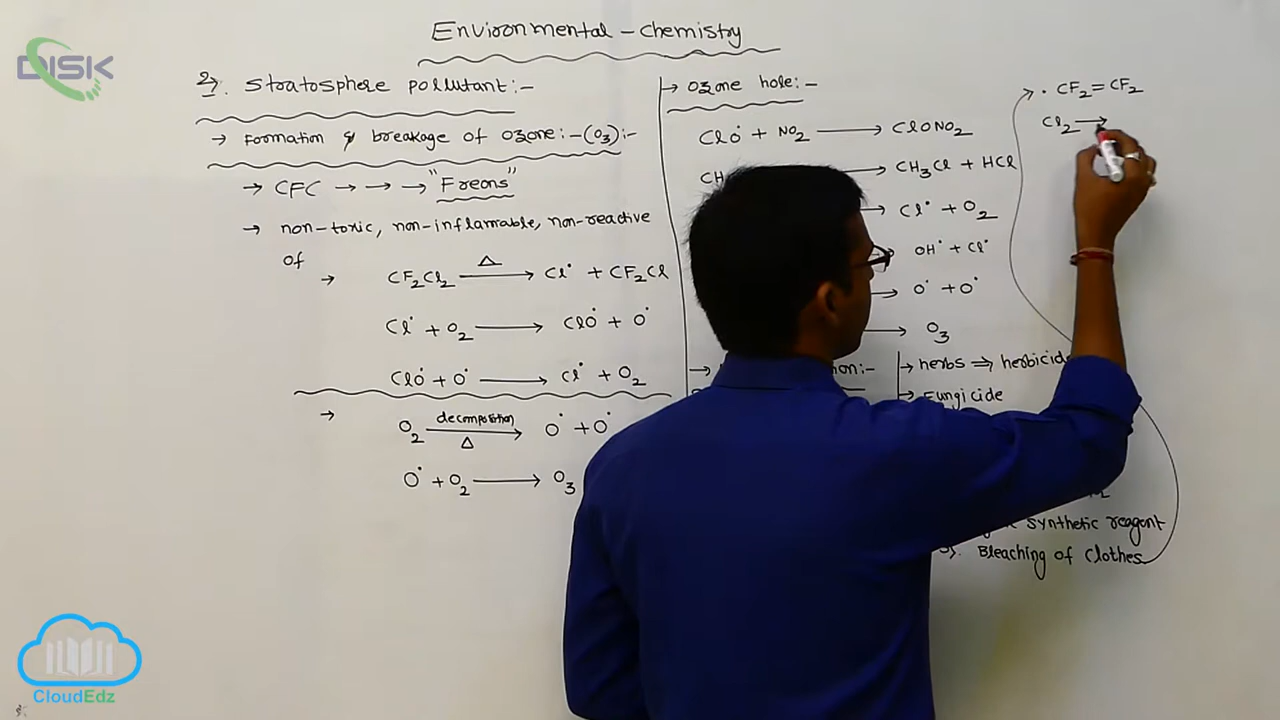 DISK
Environmental - chemistry
2). Stratosphere pollutant:-
→ Formation & breakage of Ozone:-(O3):-
→ CFC → → → "Freons"
→ non-toxic, non-inflamable, non-reactive
of
→ CF2Cl2 —Δ→ Cl• + CF2Cl
Cl• + O2 ⟶ ClO• + O•
ClO• + O• ⟶ Cl• + O2
→ O2 —decomposition/Δ→ O• + O•
O• + O2 ⟶ O3
→ Ozone hole:-
ClO• + NO2 ⟶ ClONO2
CH ⟶ CH3Cl + HCl
⟶ Cl• + O2
OH• + Cl•
→ O• + O•
⟶ O3
→ on:-
→ herbs ⇒ herbicide
Fungicide
synthetic reagent
Bleaching of clothes
• CF2=CF2
Cl2 ⟶
CloudEdz